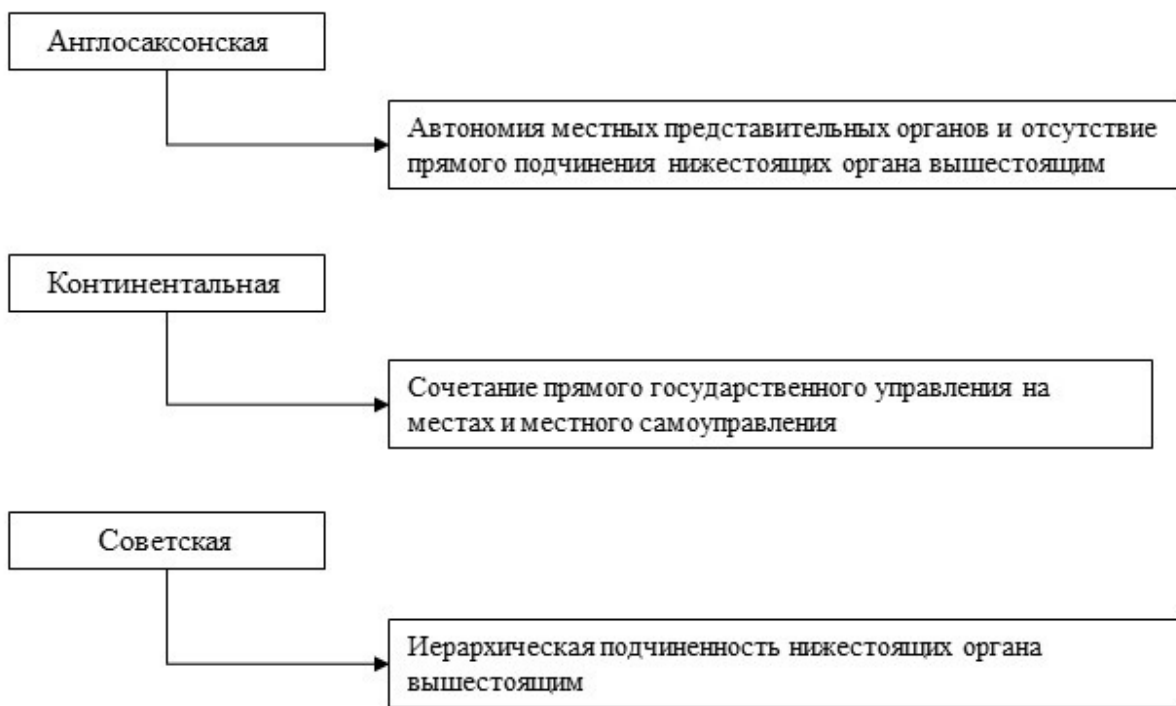 Англосаксонская
Автономия местных представительных органов и отсутствие
прямого подчинения нижестоящих органа вышестоящим
Континентальная
Сочетание прямого государственного управления на
местах и местного самоуправления
Советская
Иерархическая подчиненность нижестоящих органа
вышестоящим